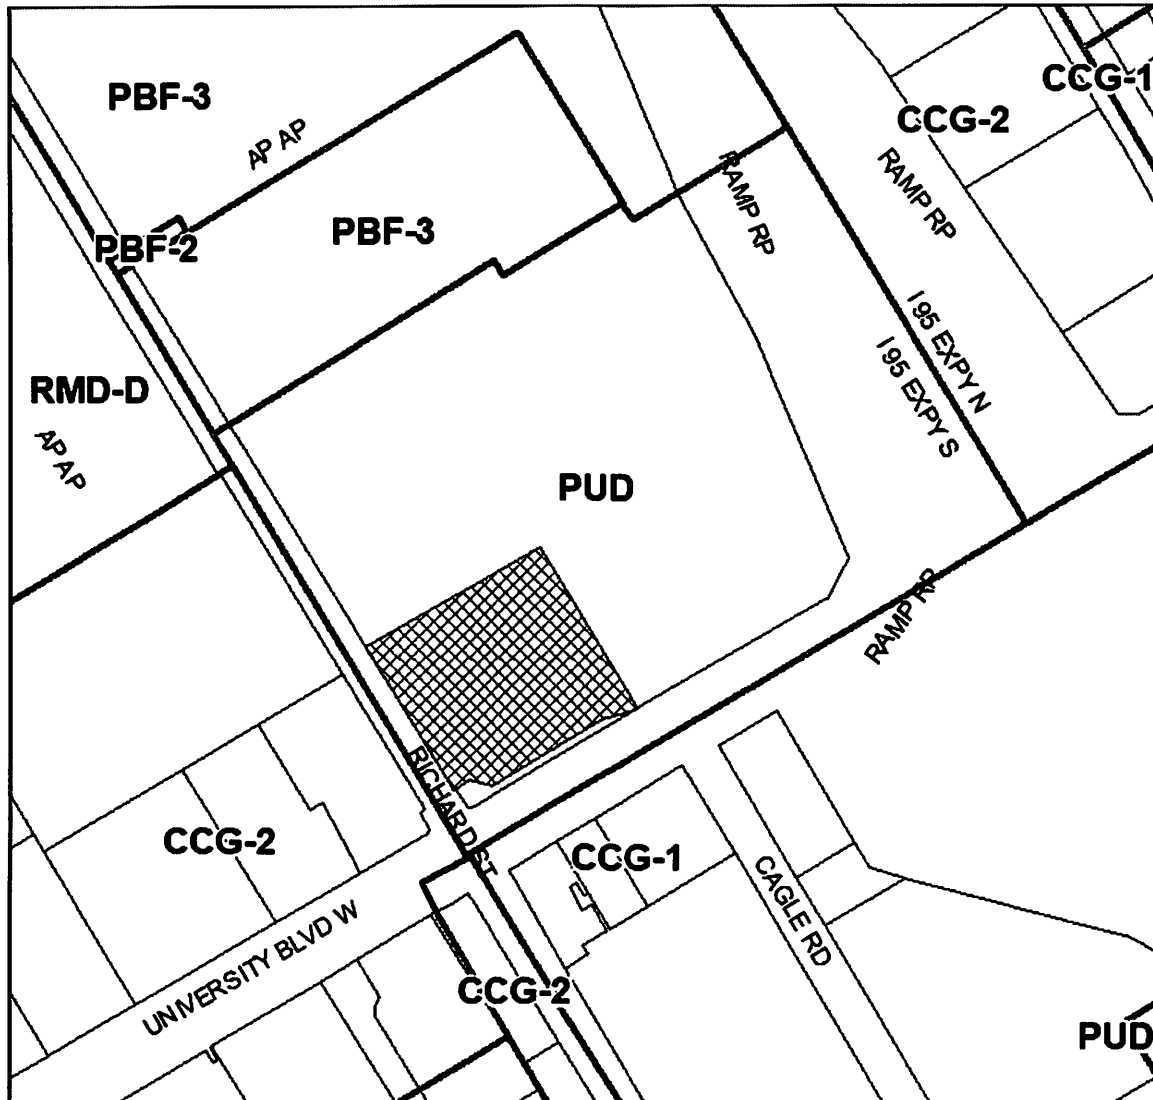 CCG-1
PBF-3
CCG-2
AP AP
RAMP RP
RAMP RP
PBF-3
PBF-2
I 95 EXPY N
I 95 EXPY S
RMD-D
AP AP
PUD
RAMP RP
RICHARD ST
CCG-2
CCG-1
CAGLE RD
UNIVERSITY BLVD W
CCG-2
PUD